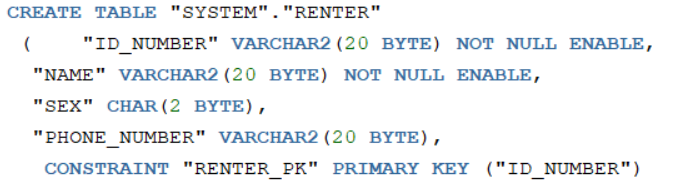 CREATE TABLE "SYSTEM"."RENTER"
( "ID_NUMBER" VARCHAR2(20 BYTE) NOT NULL ENABLE,
"NAME" VARCHAR2(20 BYTE) NOT NULL ENABLE,
"SEX" CHAR(2 BYTE),
"PHONE_NUMBER" VARCHAR2(20 BYTE),
CONSTRAINT "RENTER_PK" PRIMARY KEY ("ID_NUMBER")